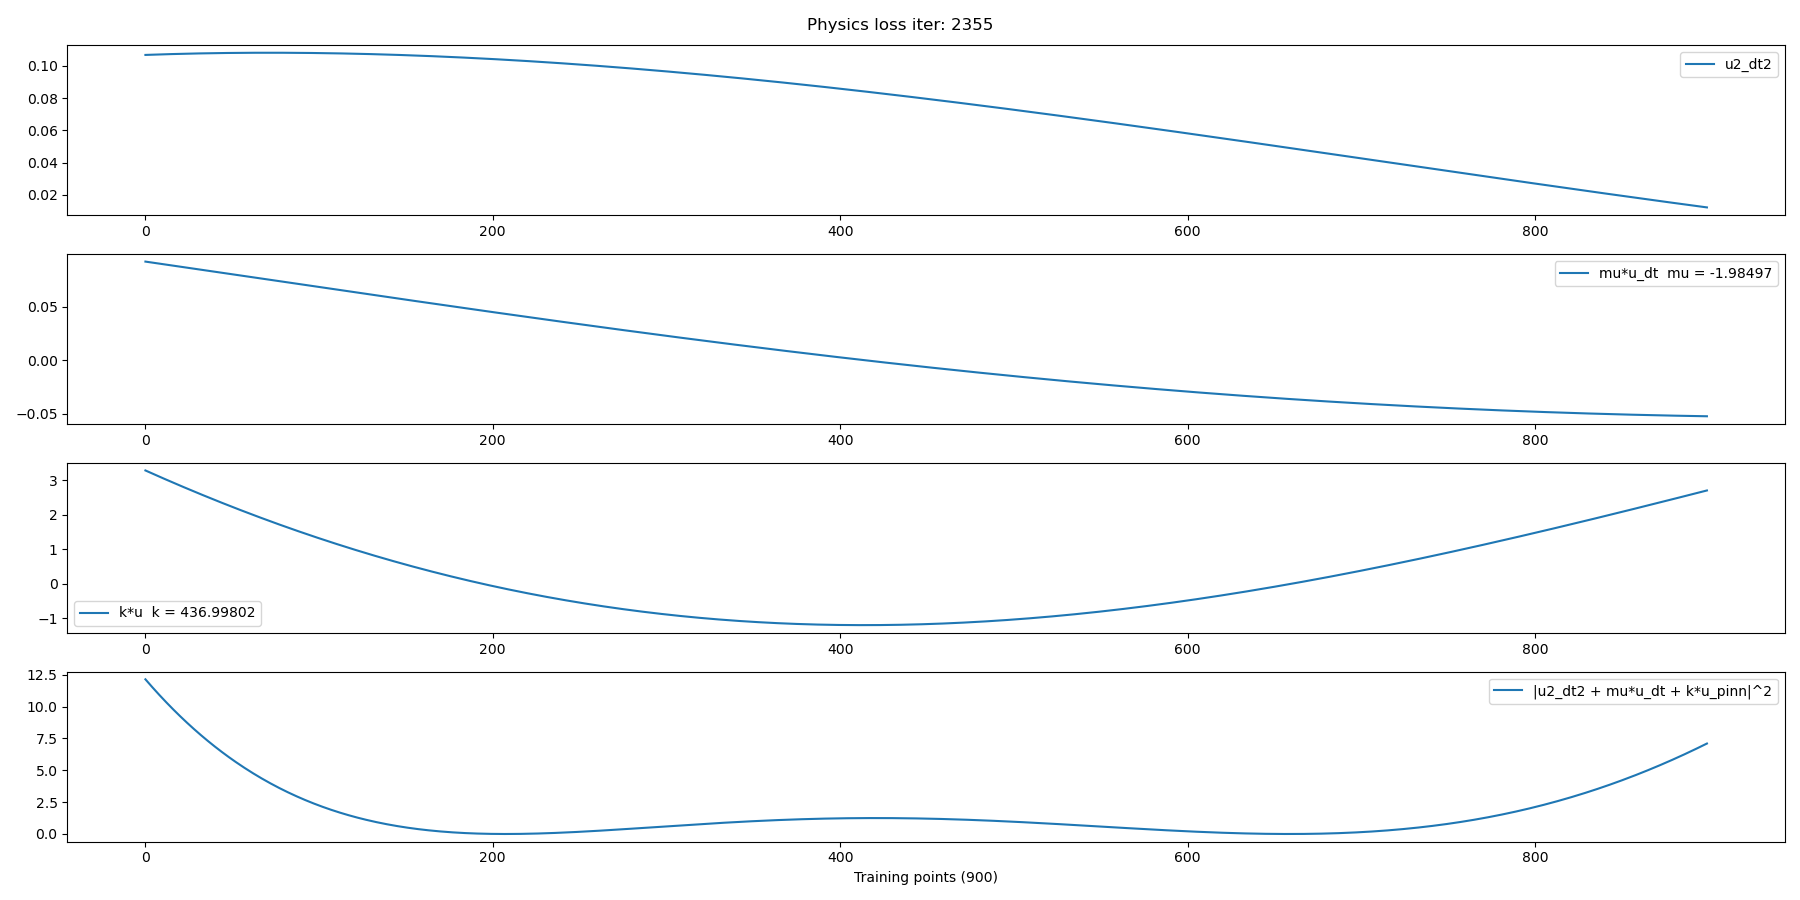 Physics loss iter: 2355
0.10
0.08
0.06
0.04
0.02
u2_dt2
0 200 400 600 800
0.05
0.00
−0.05
mu*u_dt  mu = -1.98497
0 200 400 600 800
3
2
1
0
−1
k*u  k = 436.99802
0 200 400 600 800
12.5
10.0
7.5
5.0
2.5
0.0
|u2_dt2 + mu*u_dt + k*u_pinn|^2
0 200 400 600 800
Training points (900)